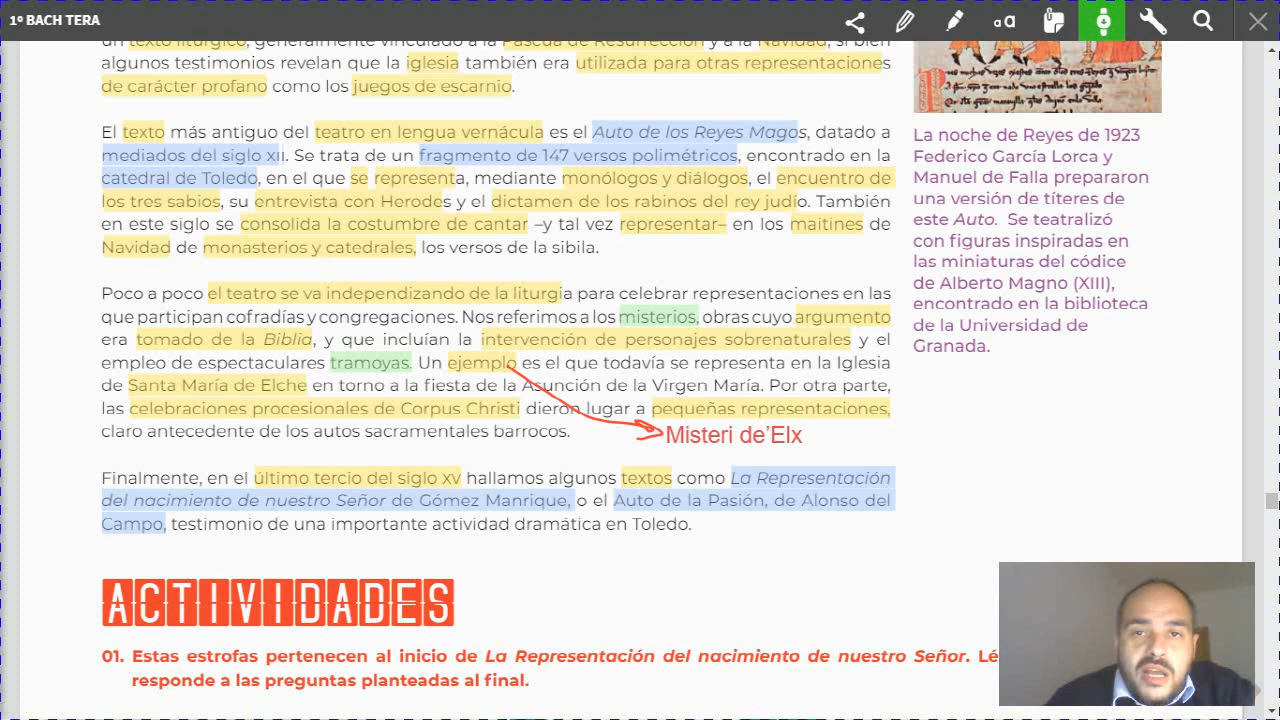 1º BACH TERA
aa
un texto litúrgico, generalmente vinculado a la Pascua de Resurrección y a la Navidad, si bien
algunos testimonios revelan que la iglesia también era utilizada para otras representaciones
de carácter profano como los juegos de escarnio.
El texto más antiguo del teatro en lengua vernácula es el Auto de los Reyes Magos, datado a
mediados del siglo xii. Se trata de un fragmento de 147 versos polimétricos, encontrado en la
catedral de Toledo, en el que se representa, mediante monólogos y diálogos, el encuentro de
los tres sabios, su entrevista con Herodes y el dictamen de los rabinos del rey judío. También
en este siglo se consolida la costumbre de cantar –y tal vez representar– en los maitines de
Navidad de monasterios y catedrales, los versos de la sibila.
Poco a poco el teatro se va independizando de la liturgia para celebrar representaciones en las
que participan cofradías y congregaciones. Nos referimos a los misterios, obras cuyo argumento
era tomado de la Biblia, y que incluían la intervención de personajes sobrenaturales y el
empleo de espectaculares tramoyas. Un ejemplo es el que todavía se representa en la Iglesia
de Santa María de Elche en torno a la fiesta de la Asunción de la Virgen María. Por otra parte,
las celebraciones procesionales de Corpus Christi dieron lugar a pequeñas representaciones,
claro antecedente de los autos sacramentales barrocos.
Misteri de'Elx
Finalmente, en el último tercio del siglo XV hallamos algunos textos como La Representación
del nacimiento de nuestro Señor de Gómez Manrique, o el Auto de la Pasión, de Alonso del
Campo, testimonio de una importante actividad dramática en Toledo.
La noche de Reyes de 1923
Federico García Lorca y
Manuel de Falla prepararon
una versión de títeres de
este Auto. Se teatralizó
con figuras inspiradas en
las miniaturas del códice
de Alberto Magno (XIII),
encontrado en la biblioteca
de la Universidad de
Granada.
ACTIVIDADES
01. Estas estrofas pertenecen al inicio de La Representación del nacimiento de nuestro Señor. Lé
responde a las preguntas planteadas al final.